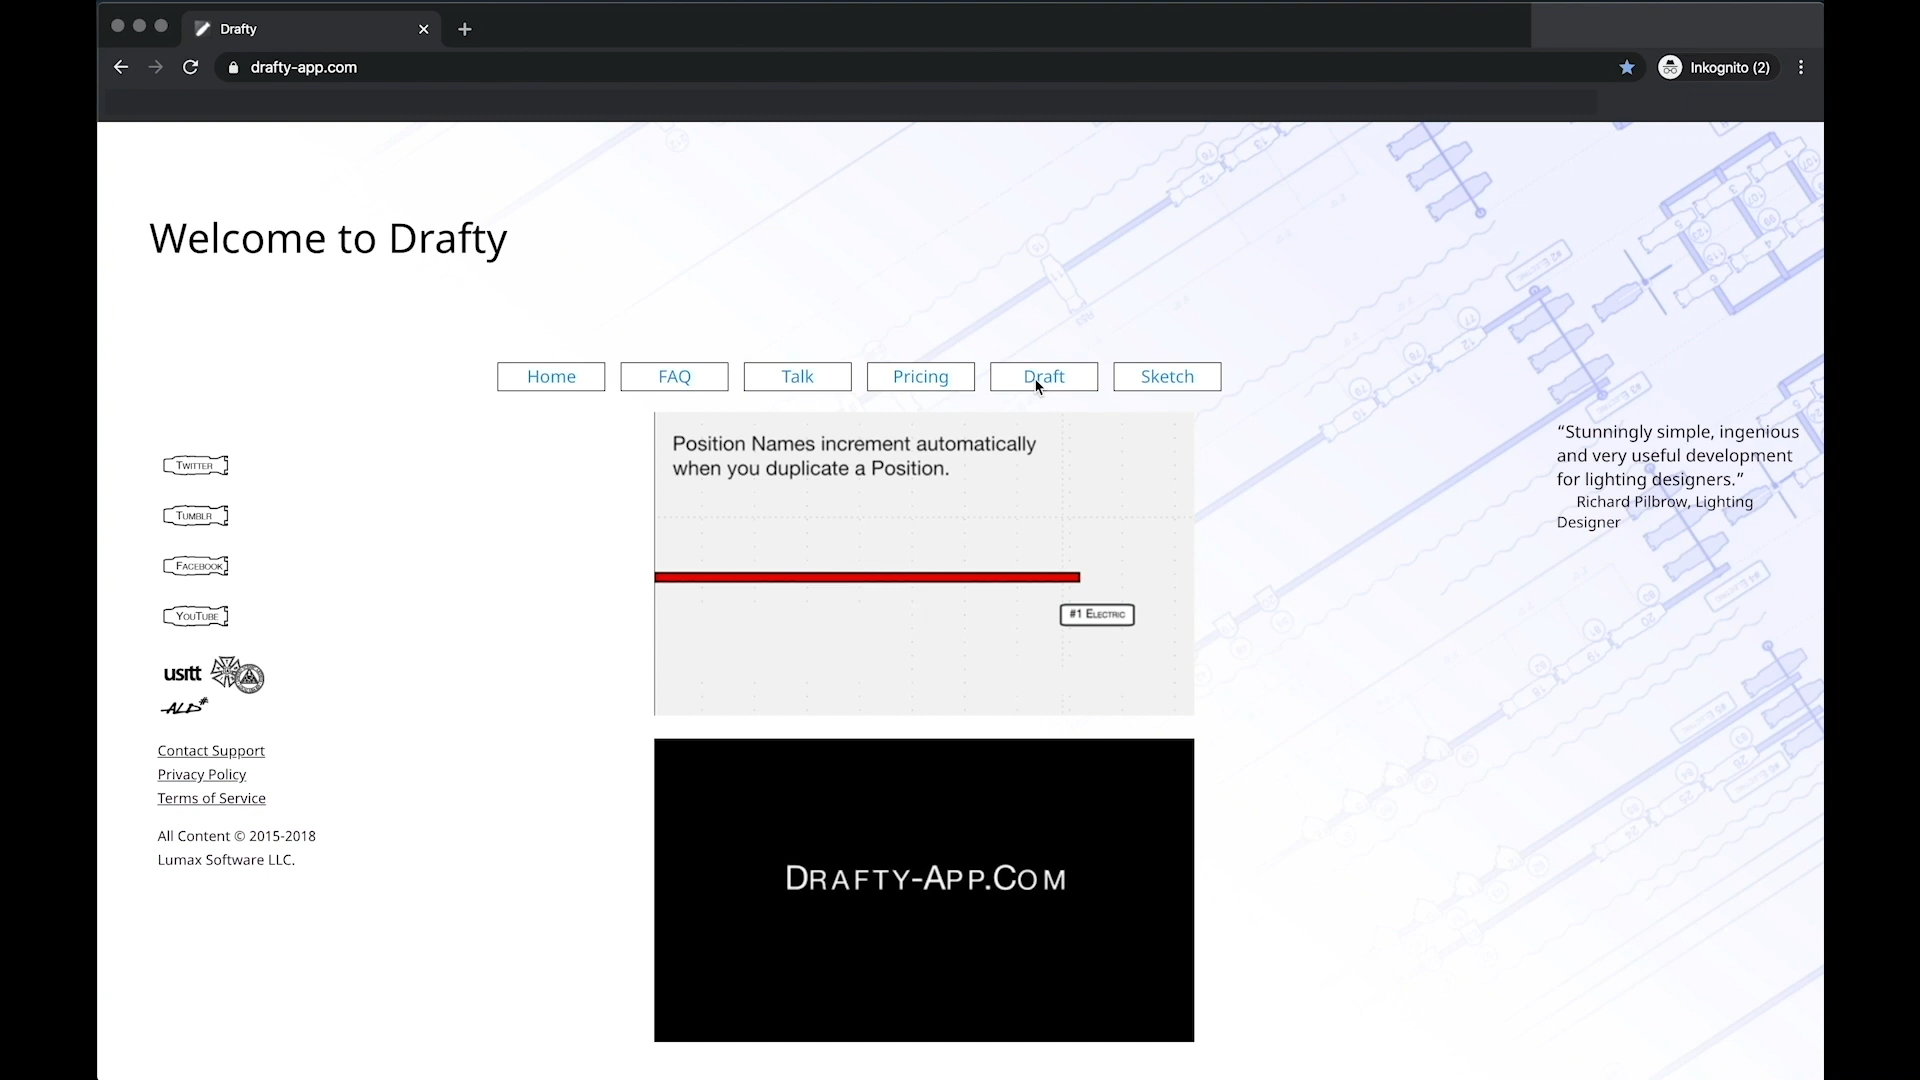 Drafty
drafty-app.com
Inkognito (2)
Welcome to Drafty
Home
FAQ
Talk
Pricing
Draft
Sketch
Position Names increment automatically
when you duplicate a Position.
#1 Electric
Twitter
Tumblr
Facebook
YouTube
usitt
ALD
Contact Support
Privacy Policy
Terms of Service
All Content © 2015-2018
Lumax Software LLC.
Drafty-App.Com
“Stunningly simple, ingenious
and very useful development
for lighting designers.”
Richard Pilbrow, Lighting
Designer